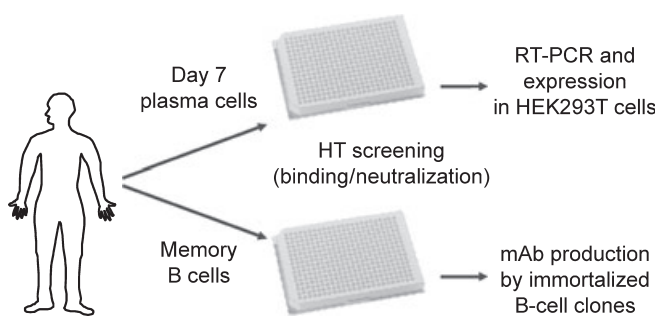 Day 7
plasma cells
RT-PCR and
expression
in HEK293T cells
HT screening
(binding/neutralization)
Memory
B cells
mAb production
by immortalized
B-cell clones